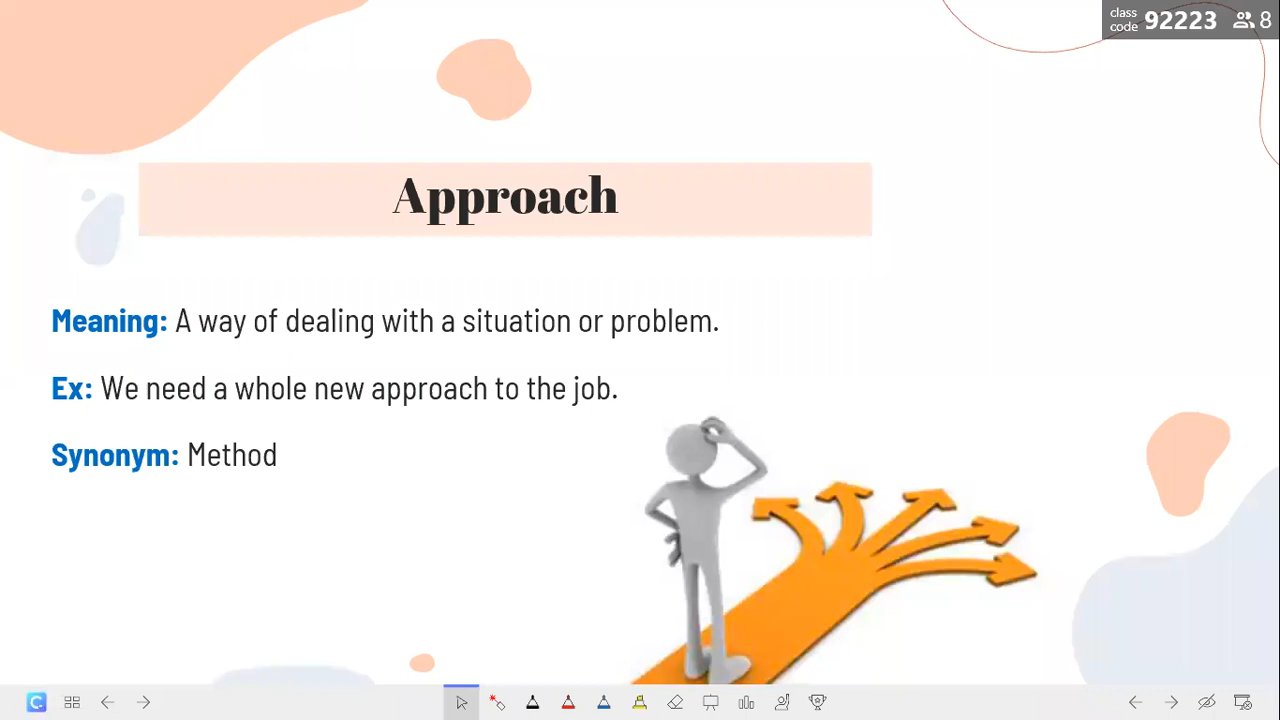 class
code 92223 8
Approach
Meaning: A way of dealing with a situation or problem.
Ex: We need a whole new approach to the job.
Synonym: Method